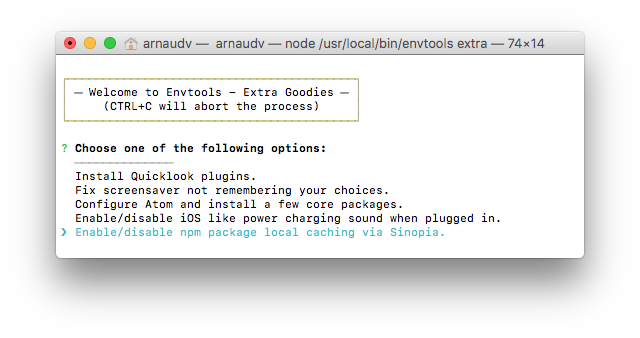 arnaudv — arnaudv — node /usr/local/bin/envtools extra — 74×14
— Welcome to Envtools - Extra Goodies —
(CTRL+C will abort the process)
? Choose one of the following options:
Install Quicklook plugins.
Fix screensaver not remembering your choices.
Configure Atom and install a few core packages.
Enable/disable iOS like power charging sound when plugged in.
❯ Enable/disable npm package local caching via Sinopia.